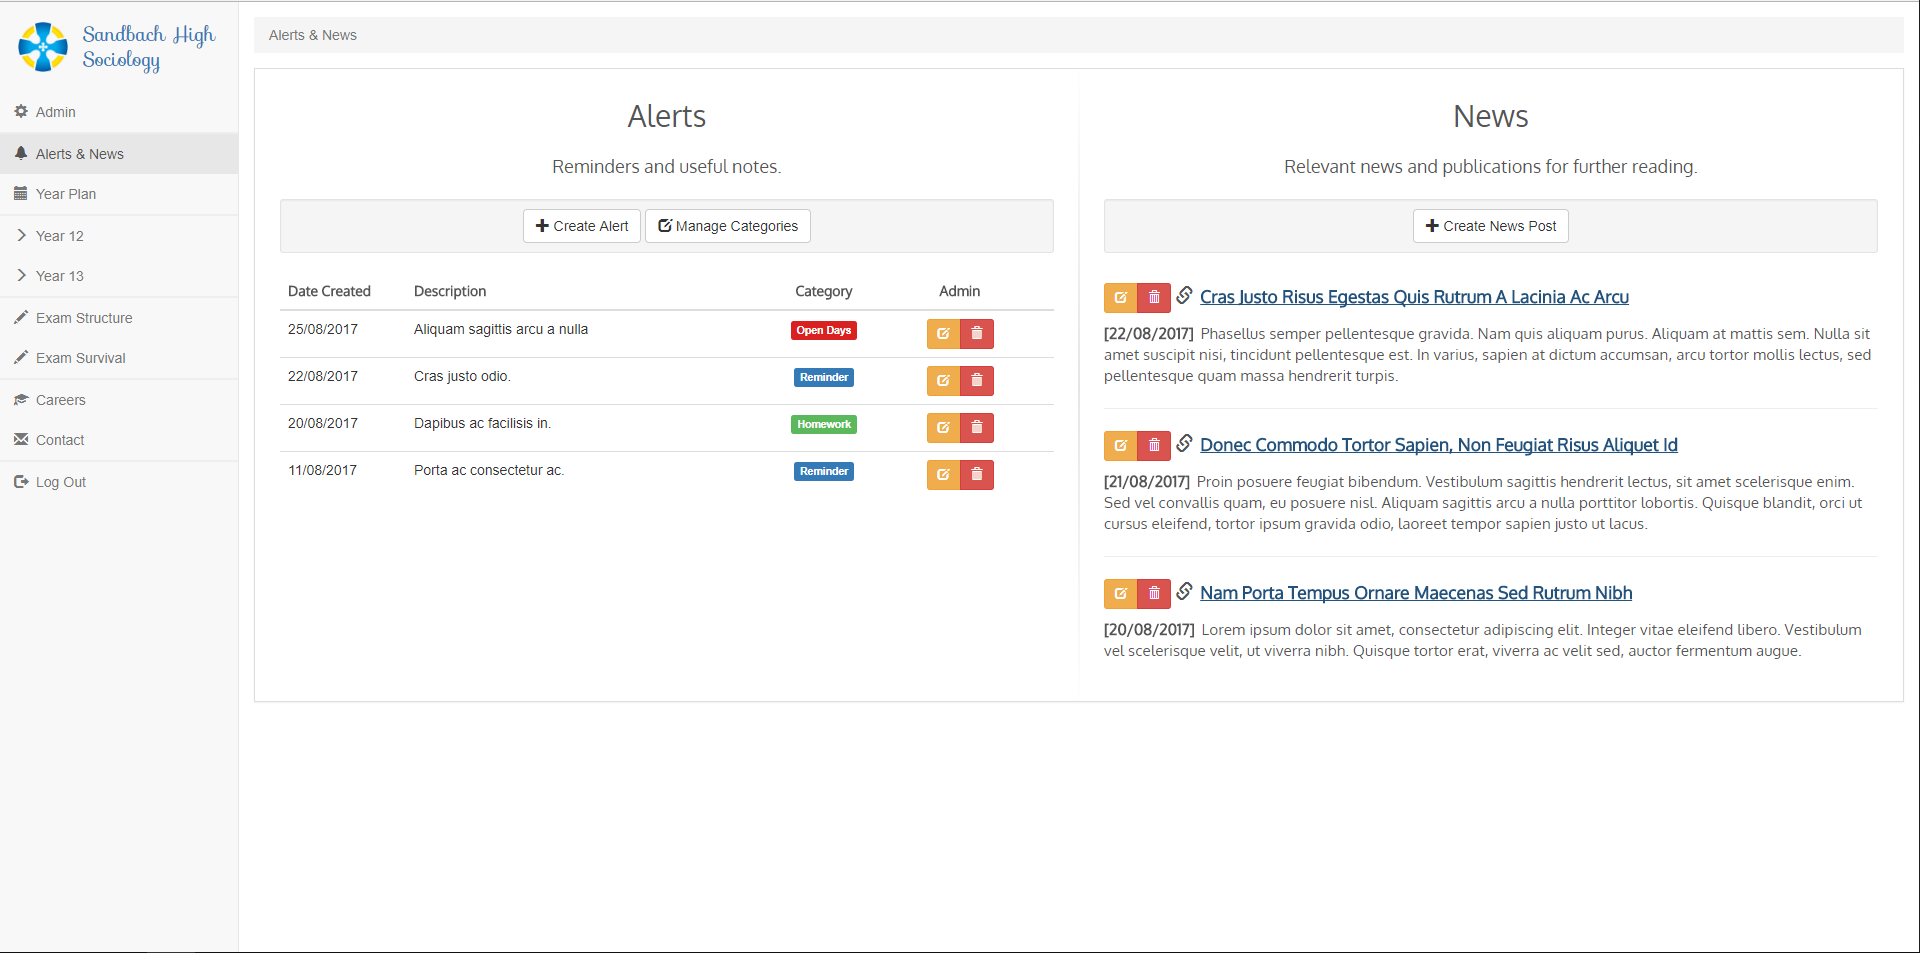 Sandbach High
Sociology
Admin
Alerts & News
Year Plan
Year 12
Year 13
Exam Structure
Exam Survival
Careers
Contact
Log Out
Alerts & News
Alerts
Reminders and useful notes.
Create Alert
Manage Categories
Date Created Description Category Admin
25/08/2017 Aliquam sagittis arcu a nulla Open Days
22/08/2017 Cras justo odio. Reminder
20/08/2017 Dapibus ac facilisis in. Homework
11/08/2017 Porta ac consectetur ac. Reminder
News
Relevant news and publications for further reading.
Create News Post
Cras Justo Risus Egestas Quis Rutrum A Lacinia Ac Arcu
[22/08/2017] Phasellus semper pellentesque gravida. Nam quis aliquam purus. Aliquam at mattis sem. Nulla sit
amet suscipit nisi, tincidunt pellentesque est. In varius, sapien at dictum accumsan, arcu tortor mollis lectus, sed
pellentesque quam massa hendrerit turpis.
Donec Commodo Tortor Sapien, Non Feugiat Risus Aliquet Id
[21/08/2017] Proin posuere feugiat bibendum. Vestibulum sagittis hendrerit lectus, sit amet scelerisque enim.
Sed vel convallis quam, eu posuere nisl. Aliquam sagittis arcu a nulla porttitor lobortis. Quisque blandit, orci ut
cursus eleifend, tortor ipsum gravida odio, laoreet tempor sapien justo ut lacus.
Nam Porta Tempus Ornare Maecenas Sed Rutrum Nibh
[20/08/2017] Lorem ipsum dolor sit amet, consectetur adipiscing elit. Integer vitae eleifend libero. Vestibulum
vel scelerisque velit, ut viverra nibh. Quisque tortor erat, viverra ac velit sed, auctor fermentum augue.